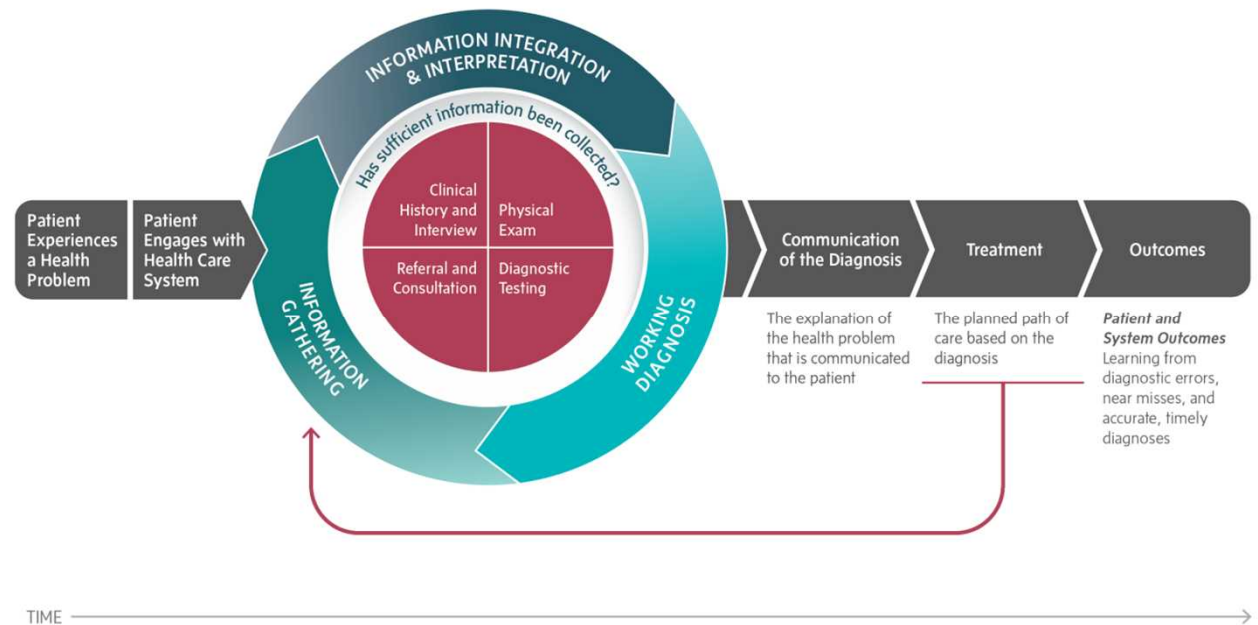 INFORMATION INTEGRATION
& INTERPRETATION
Has sufficient information been collected?
Clinical
History and
Interview
Physical
Exam
Referral and
Consultation
Diagnostic
Testing
INFORMATION
GATHERING
WORKING
DIAGNOSIS
Patient
Experiences
a Health
Problem
Patient
Engages with
Health Care
System
Communication
of the Diagnosis
Treatment
Outcomes
The explanation of
the health problem
that is communicated
to the patient
The planned path of
care based on the
diagnosis
Patient and
System Outcomes
Learning from
diagnostic errors,
near misses, and
accurate, timely
diagnoses
TIME